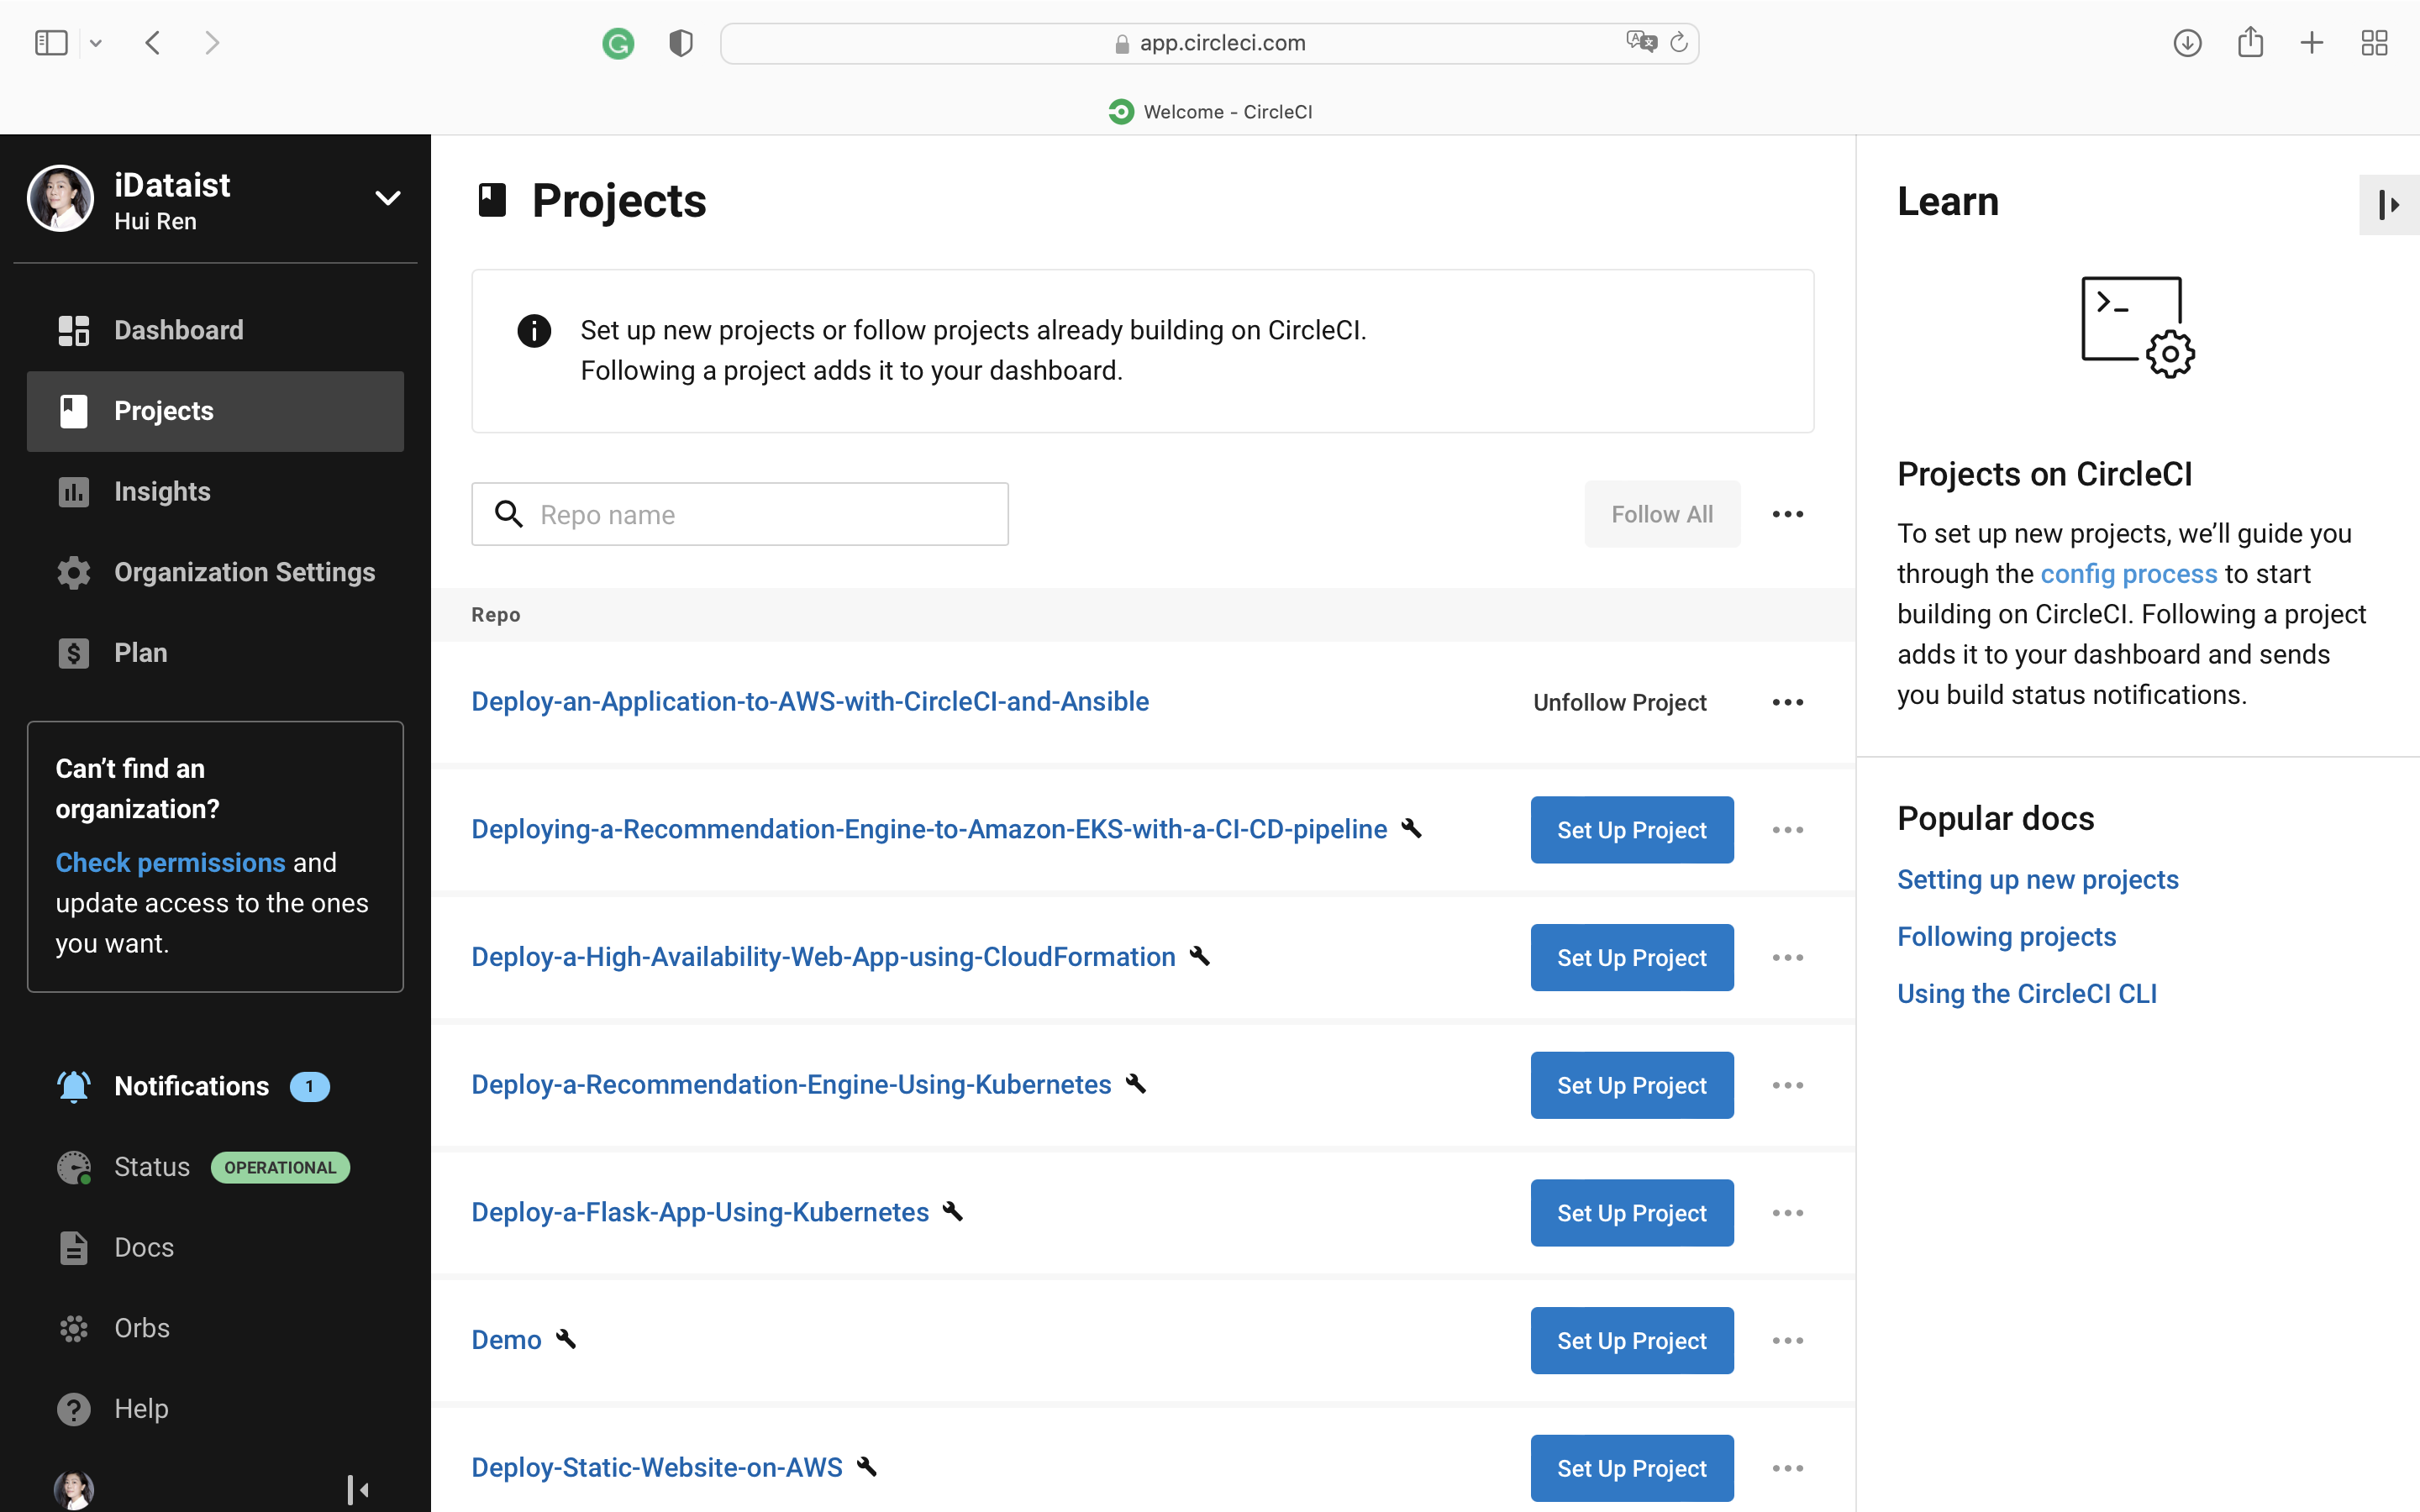 app.circleci.com
Welcome - CircleCI
iDataist
Hui Ren
Dashboard
Projects
Insights
Organization Settings
Plan
Can’t find an
organization?
Check permissions and
update access to the ones
you want.
Notifications 1
Status OPERATIONAL
Docs
Orbs
Help
Projects
Set up new projects or follow projects already building on CircleCI.
Following a project adds it to your dashboard.
Repo name
Follow All
Repo
Deploy-an-Application-to-AWS-with-CircleCI-and-Ansible Unfollow Project
Deploying-a-Recommendation-Engine-to-Amazon-EKS-with-a-CI-CD-pipeline Set Up Project
Deploy-a-High-Availability-Web-App-using-CloudFormation Set Up Project
Deploy-a-Recommendation-Engine-Using-Kubernetes Set Up Project
Deploy-a-Flask-App-Using-Kubernetes Set Up Project
Demo Set Up Project
Deploy-Static-Website-on-AWS Set Up Project
Learn
Projects on CircleCI
To set up new projects, we’ll guide you
through the config process to start
building on CircleCI. Following a project
adds it to your dashboard and sends
you build status notifications.
Popular docs
Setting up new projects
Following projects
Using the CircleCI CLI